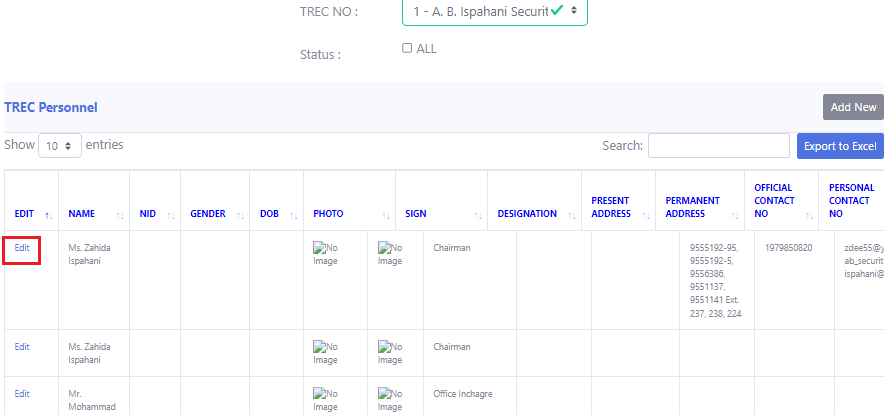 TREC NO :
1 - A. B. Ispahani Securit
Status :
ALL
TREC Personnel
Add New
Show 10 entries
Search:
Export to Excel
EDIT NAME NID GENDER DOB PHOTO SIGN DESIGNATION PRESENT ADDRESS PERMANENT ADDRESS OFFICIAL CONTACT NO PERSONAL CONTACT NO
Edit
Ms. Zahida
Ispahani
No
Image
No
Image
Chairman
9555192-95,
9555192-5,
9556386,
9551137,
9551141 Ext.
237, 238, 224
1979850820
zdee55@y
ab_securit
ispahani@
Edit
Ms. Zahida
Ispahani
No
Image
No
Image
Chairman
Edit
Mr.
Mohammad
No
Image
No
Image
Office Inchagre